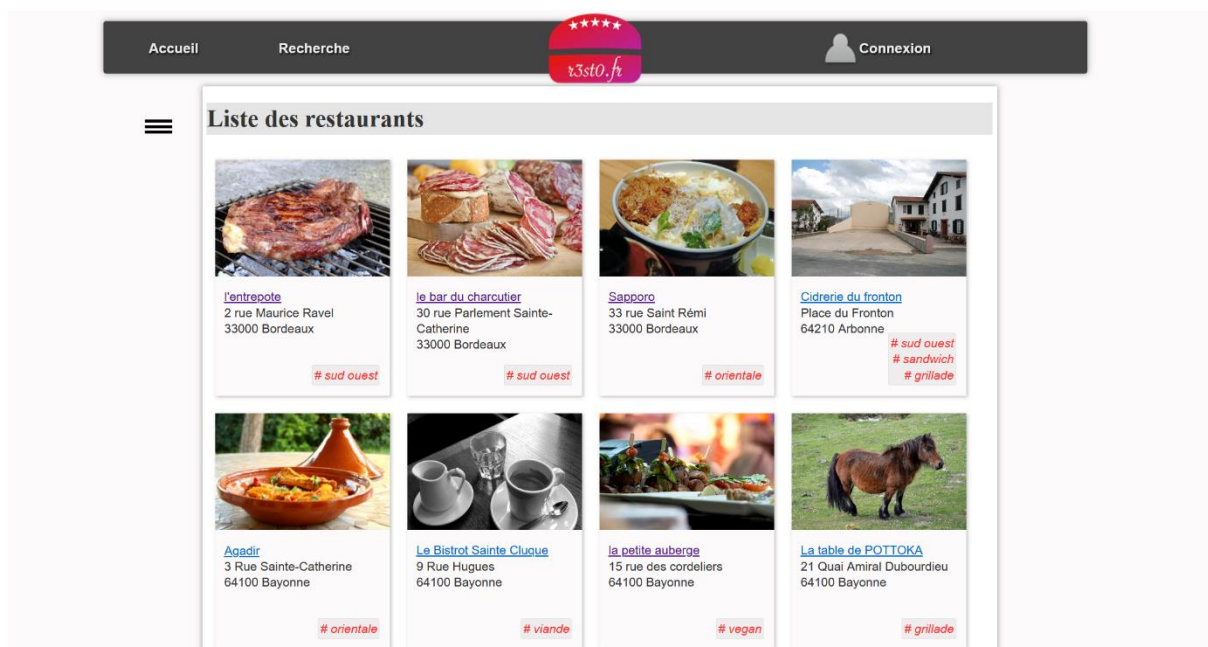 Accueil
Recherche
★★★★★
r3st0.fr
Connexion
Liste des restaurants
l'entrepote
2 rue Maurice Ravel
33000 Bordeaux
# sud ouest
le bar du charcutier
30 rue Parlement Sainte-
Catherine
33000 Bordeaux
# sud ouest
Sapporo
33 rue Saint Rémi
33000 Bordeaux
# orientale
Cidrerie du fronton
Place du Fronton
64210 Arbonne
# sud ouest
# sandwich
# grillade
Agadir
3 Rue Sainte-Catherine
64100 Bayonne
# orientale
Le Bistrot Sainte Cluque
9 Rue Hugues
64100 Bayonne
# viande
la petite auberge
15 rue des cordeliers
64100 Bayonne
# vegan
La table de POTTOKA
21 Quai Amiral Dubourdieu
64100 Bayonne
# grillade